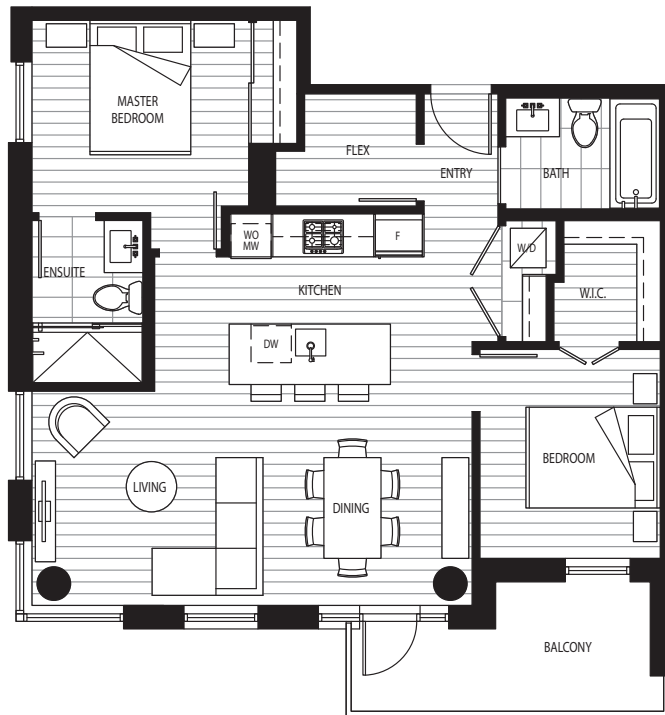 MASTER
BEDROOM
FLEX
ENTRY
BATH
WO
MW
F
W/D
ENSUITE
KITCHEN
W.I.C.
DW
BEDROOM
LIVING
DINING
BALCONY